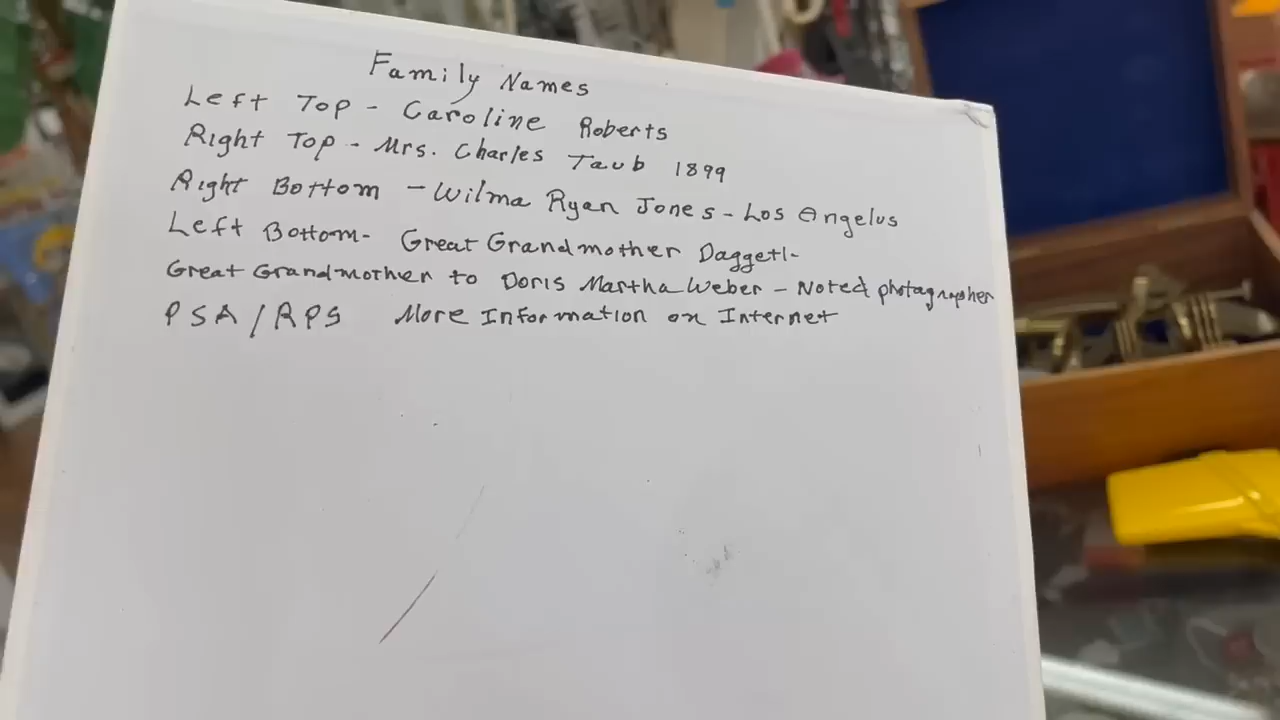 Family Names
Left Top - Caroline Roberts
Right Top - Mrs. Charles Taub 1899
Right Bottom - Wilma Ryan Jones - Los Angelus
Left Bottom - Great Grandmother Daggett -
Great Grandmother to Doris Martha Weber - Noted photagrapher
PSA/RPS More Information on Internet